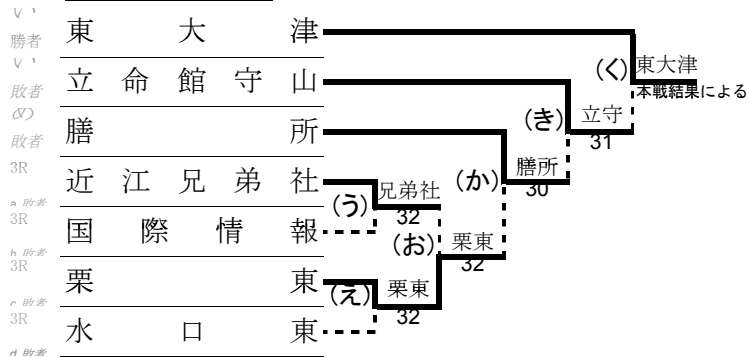 勝者
敗者
の
敗者
3R
3R
3R
3R
東大津
立命館守山
膳所
近江兄弟社
国際情報
栗東
水口東
(う)
兄弟社
32
(え)
栗東
32
(お)
栗東
32
(か)
膳所
30
(き)
立守
31
(く)
東大津
本戦結果による